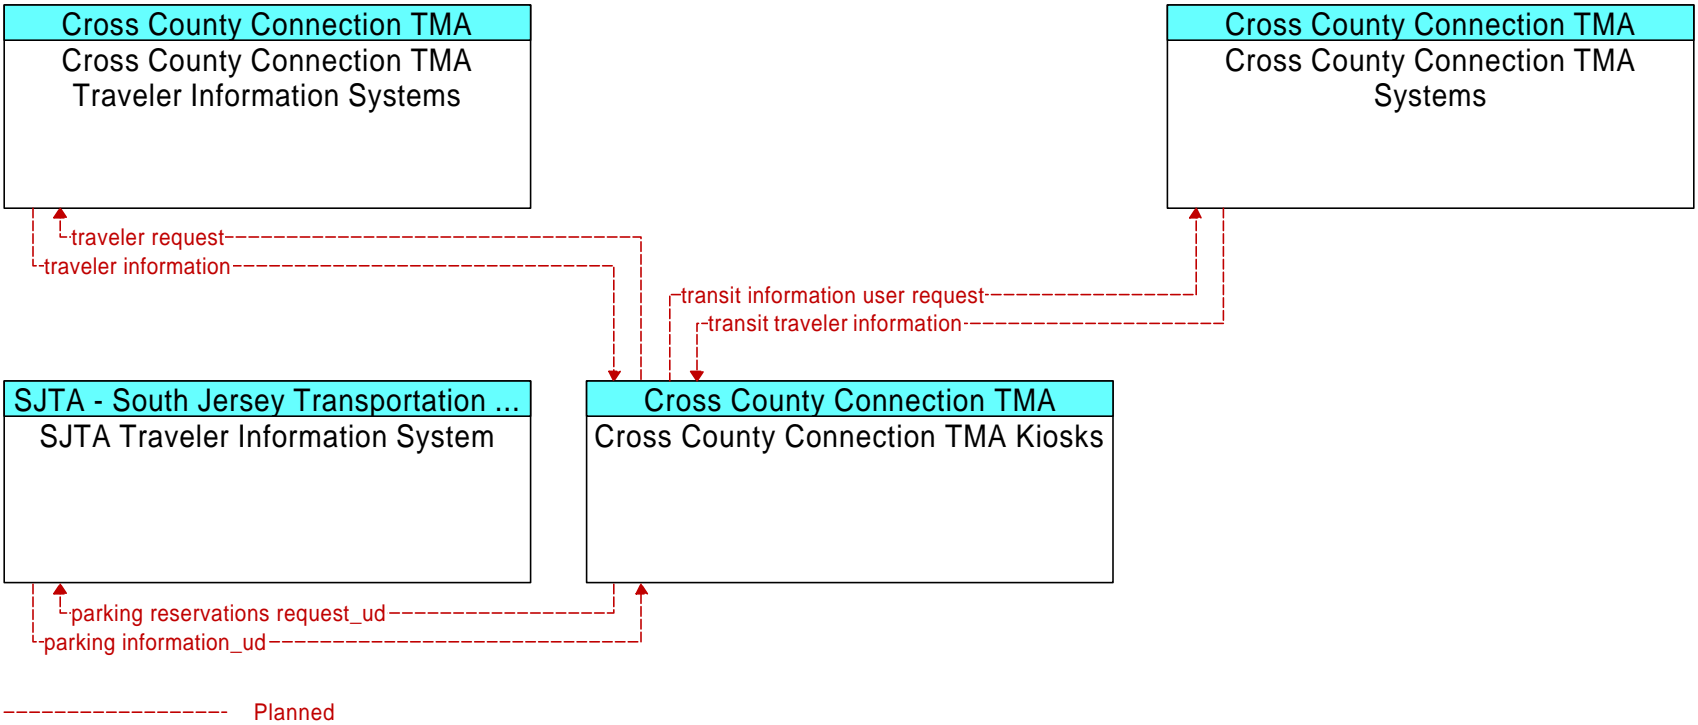 Cross County Connection TMA
Cross County Connection TMA
Traveler Information Systems
Cross County Connection TMA
Cross County Connection TMA
Systems
traveler request
traveler information
transit information user request
transit traveler information
SJTA - South Jersey Transportation ...
SJTA Traveler Information System
Cross County Connection TMA
Cross County Connection TMA Kiosks
parking reservations request_ud
parking information_ud
Planned